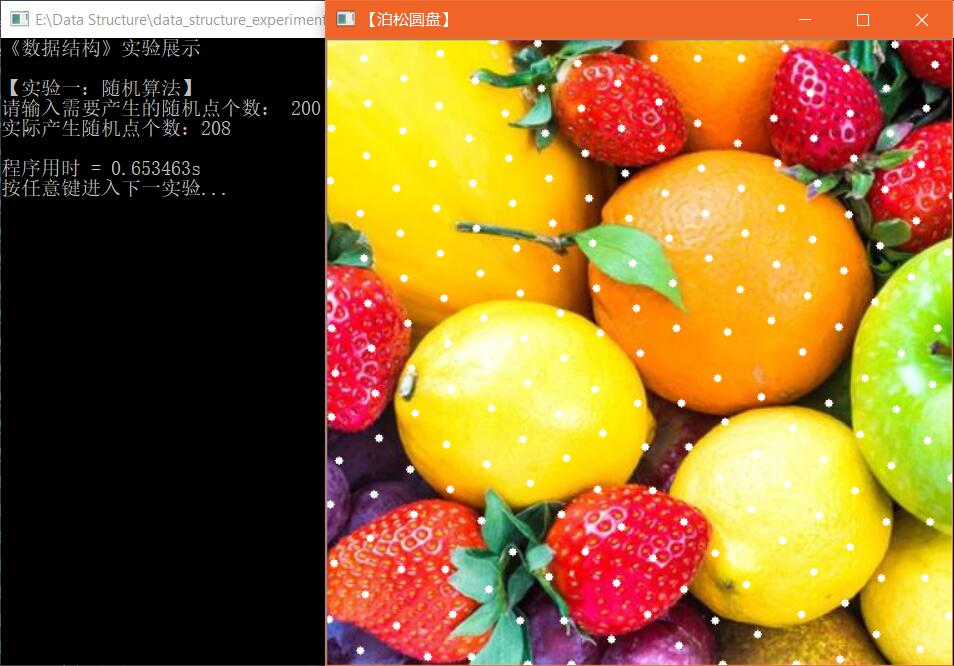 E:\Data Structure\data_structure_experiment
【泊松圆盘】
《数据结构》实验展示
【实验一：随机算法】
请输入需要产生的随机点个数： 200
实际产生随机点个数：208
程序用时 = 0.653463s
按任意键进入下一实验...